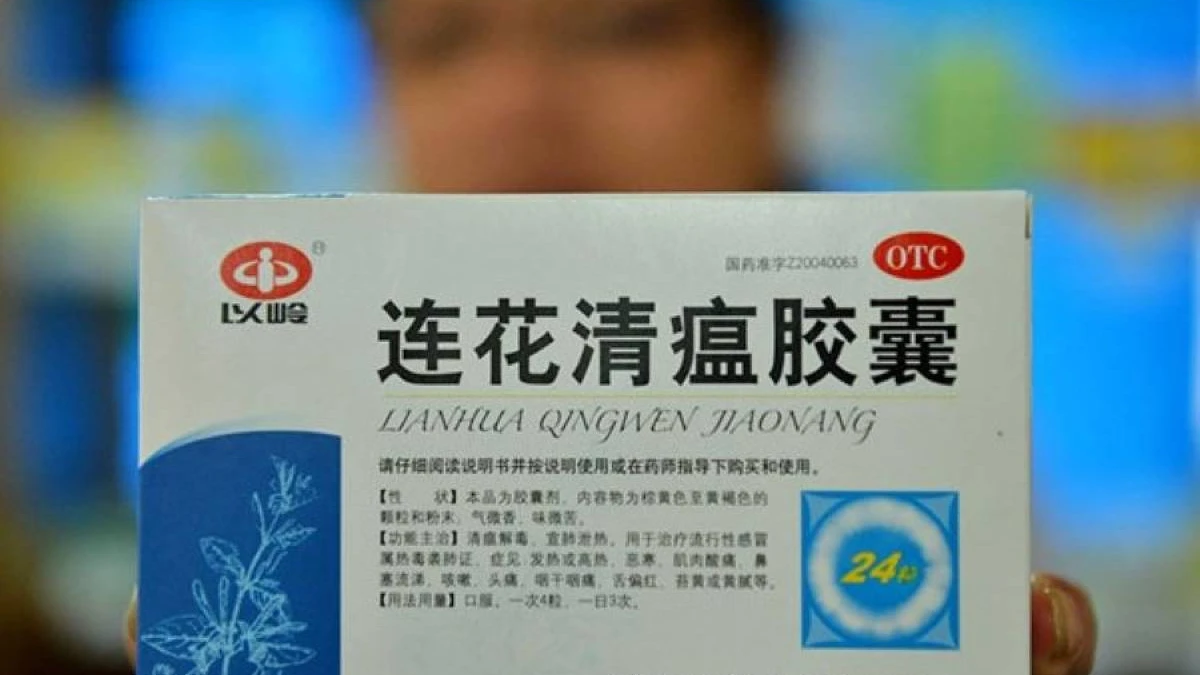 ®
以岭
国药准字Z20040063
OTC
连花清瘟胶囊
LIANHUA QINGWEN JIAONANG
请仔细阅读说明书并按说明使用或在药师指导下购买和使用。
【性　状】本品为胶囊剂，内容物为棕黄色至黄褐色的
颗粒和粉末；气微香，味微苦。
【功能主治】清瘟解毒，宣肺泄热。用于治疗流行性感冒
属热毒袭肺证，症见：发热或高热，恶寒，肌肉酸痛，鼻
塞流涕，咳嗽，头痛，咽干咽痛，舌偏红，苔黄或黄腻等。
【用法用量】口服。一次4粒，一日3次。
24粒